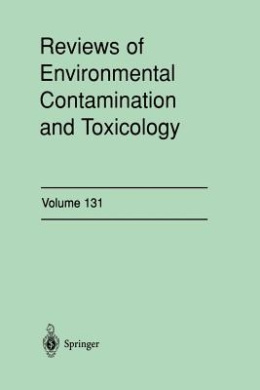 Reviews of
Environmental
Contamination
and Toxicology
Volume 131
Springer